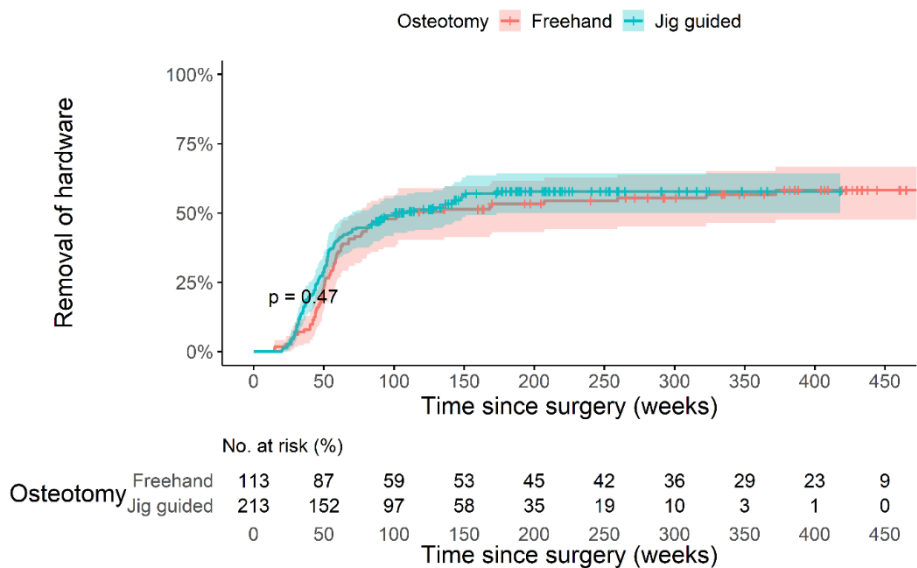 Osteotomy Freehand Jig guided
Removal of hardware
100%
75%
50%
25%
0%
p = 0.47
0 50 100 150 200 250 300 350 400 450
Time since surgery (weeks)
No. at risk (%)
Osteotomy
Freehand 113 87 59 53 45 42 36 29 23 9
Jig guided 213 152 97 58 35 19 10 3 1 0
0 50 100 150 200 250 300 350 400 450
Time since surgery (weeks)